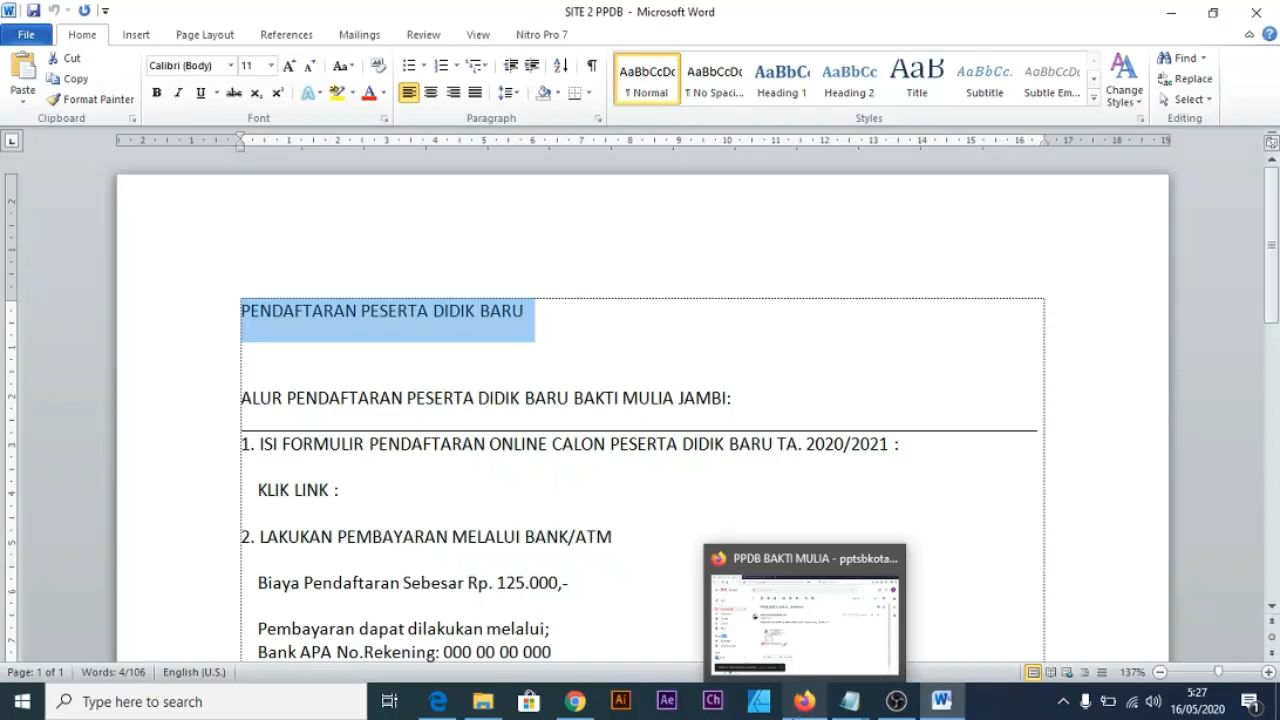 SITE 2 PPDB - Microsoft Word
File Home Insert Page Layout References Mailings Review View Nitro Pro 7
Paste
Cut
Copy
Format Painter
Clipboard
Calibri (Body) 11
Font
Paragraph
AaBbCcDc AaBbCcDc AaBbC AaBbCc AaB AaBbCc. AaBbCcDc
¶ Normal ¶ No Spaci... Heading 1 Heading 2 Title Subtitle Subtle Em...
Styles
Change
Styles
Find
Replace
Select
Editing
PENDAFTARAN PESERTA DIDIK BARU
ALUR PENDAFTARAN PESERTA DIDIK BARU BAKTI MULIA JAMBI:
1. ISI FORMULIR PENDAFTARAN ONLINE CALON PESERTA DIDIK BARU TA. 2020/2021 :
KLIK LINK :
2. LAKUKAN PEMBAYARAN MELALUI BANK/ATM
Biaya Pendaftaran Sebesar Rp. 125.000,-
Pembayaran dapat dilakukan melalui;
Bank APA No.Rekening: 000 00 00 000
PPDB BAKTI MULIA - pptsbkota...
Page: 1 of 1 Words: 4/106 English (U.S.) 137%
Type here to search
5:27
16/05/2020